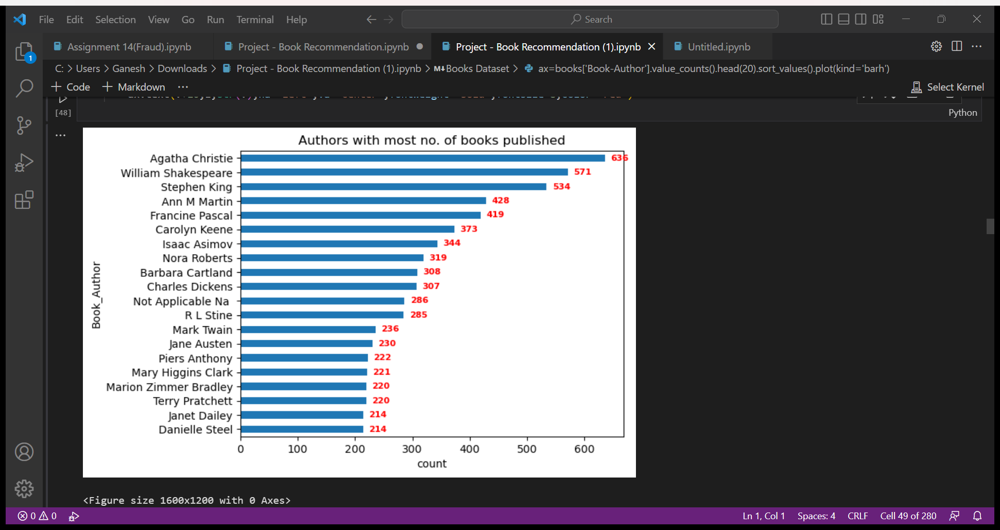 File Edit Selection View Go Run Terminal Help Search
Assignment 14(Fraud).ipynb Project - Book Recommendation.ipynb Project - Book Recommendation (1).ipynb Untitled.ipynb
1
C: > Users > Ganesh > Downloads > Project - Book Recommendation (1).ipynb > M↓Books Dataset > ax=books['Book-Author'].value_counts().head(20).sort_values().plot(kind='barh')
+ Code + Markdown ... Select Kernel
[48]
Python
...
Authors with most no. of books published
Agatha Christie 636
William Shakespeare 571
Stephen King 534
Ann M Martin 428
Francine Pascal 419
Carolyn Keene 373
Isaac Asimov 344
Nora Roberts 319
Barbara Cartland 308
Charles Dickens 307
Not Applicable Na 286
R L Stine 285
Mark Twain 236
Jane Austen 230
Piers Anthony 222
Mary Higgins Clark 221
Marion Zimmer Bradley 220
Terry Pratchett 220
Janet Dailey 214
Danielle Steel 214
Book_Author
0 100 200 300 400 500 600
count
<Figure size 1600x1200 with 0 Axes>
0 0 Ln 1, Col 1 Spaces: 4 CRLF Cell 49 of 280